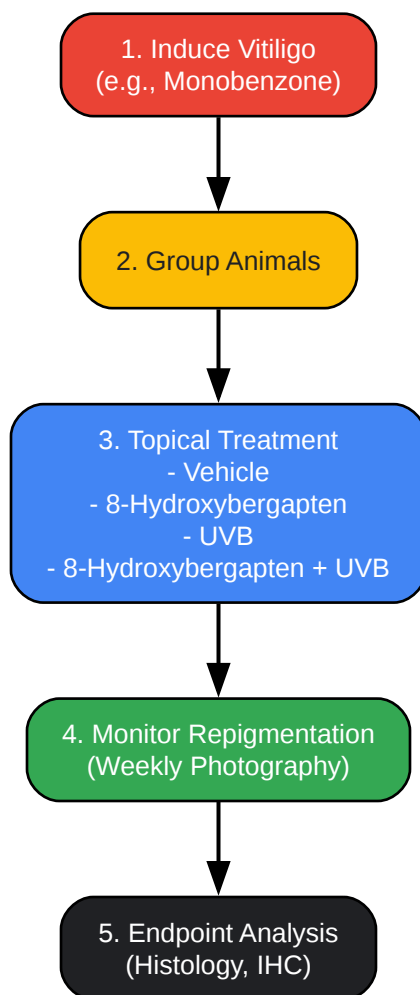 1. Induce Vitiligo
(e.g., Monobenzone)
2. Group Animals
3. Topical Treatment
- Vehicle
- 8-Hydroxybergapten
- UVB
- 8-Hydroxybergapten + UVB
4. Monitor Repigmentation
(Weekly Photography)
5. Endpoint Analysis
(Histology, IHC)